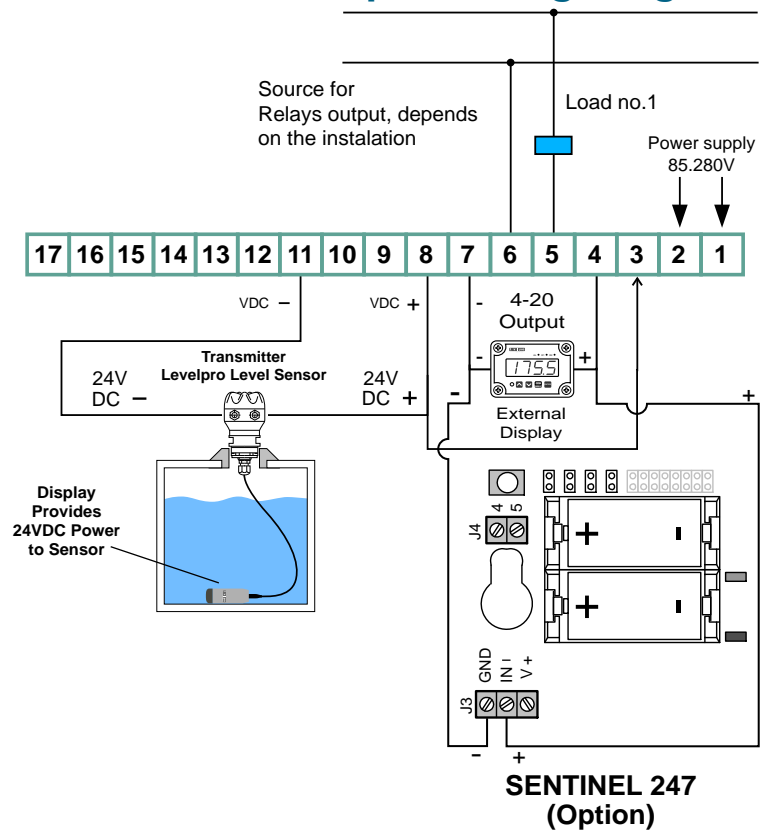 Source for
Relays output, depends
on the instalation
Load no.1
Power supply
85.280V
17 16 15 14 13 12 11 10 9 8 7 6 5 4 3 2 1
VDC −
VDC +
-
4-20
Output
Transmitter
Levelpro Level Sensor
24V
DC −
24V
DC +
-
+
175.5
-
+
External
Display
Display
Provides
24VDC Power
to Sensor
4
5
J4
+ -
+ -
GND
IN −
V +
J3
-
+
SENTINEL 247
(Option)